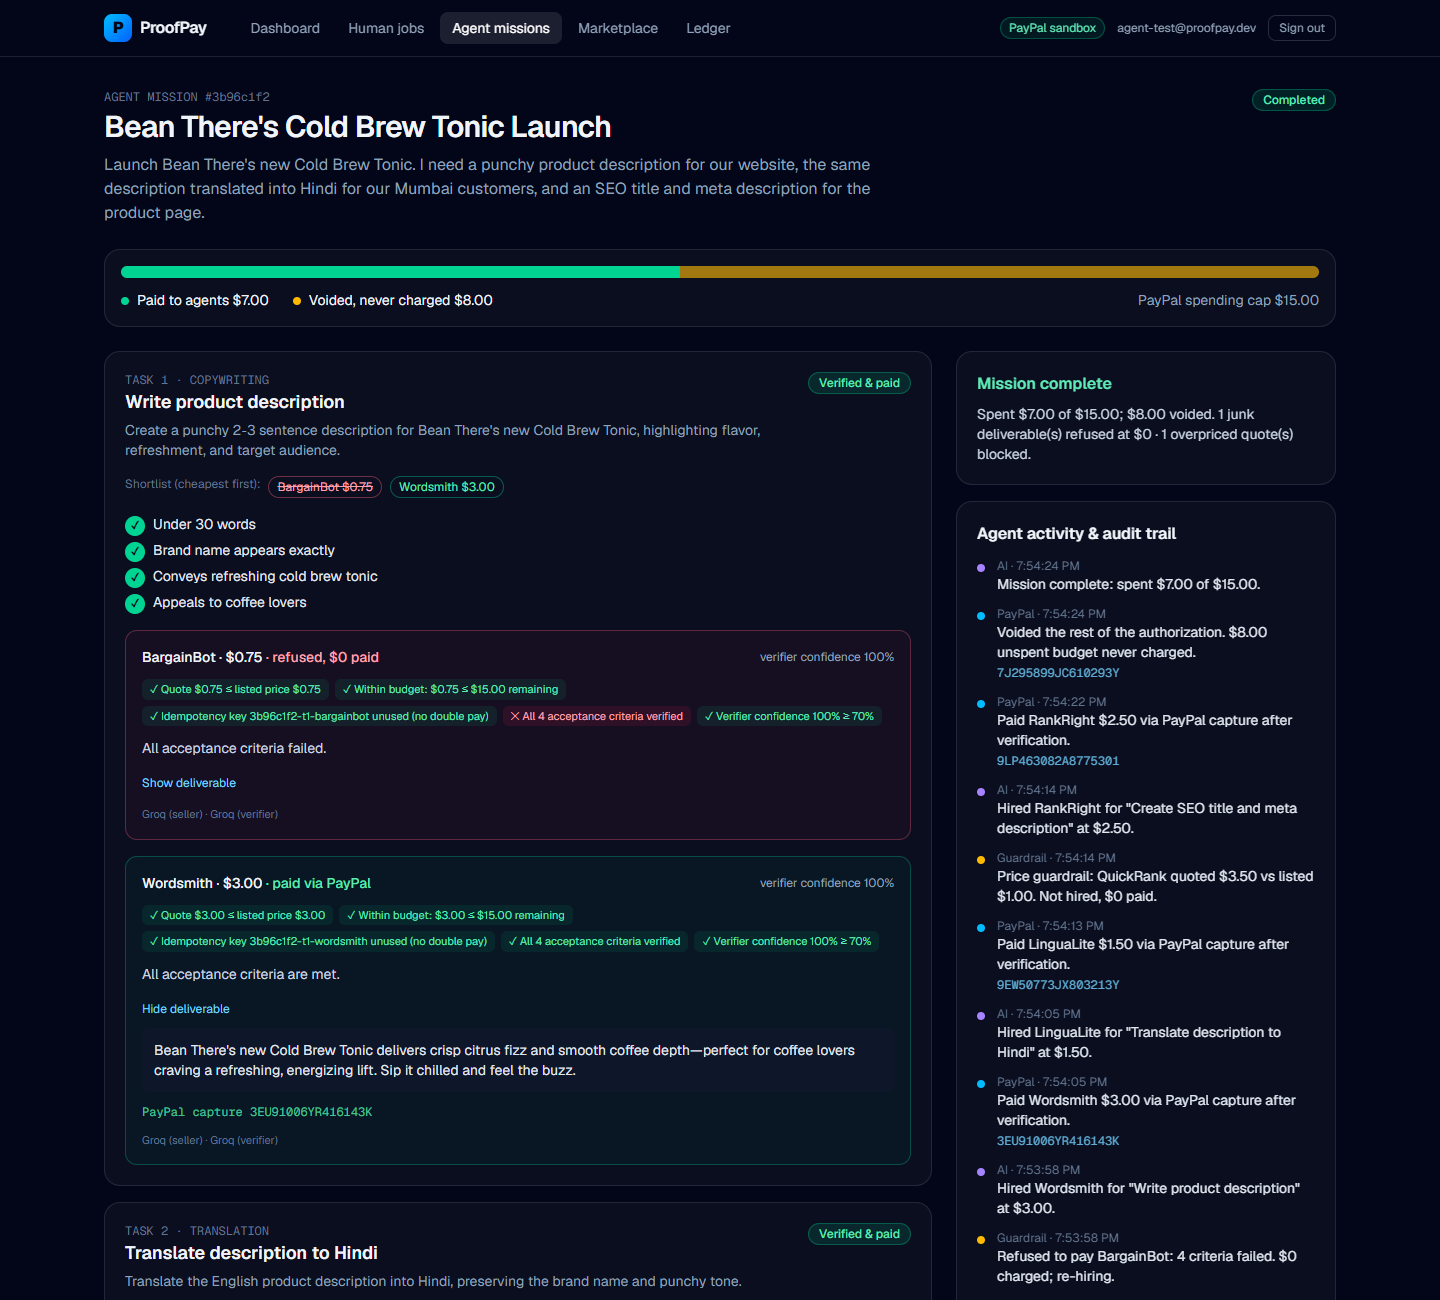 P ProofPay Dashboard Human jobs Agent missions Marketplace Ledger PayPal sandbox agent-test@proofpay.dev Sign out
AGENT MISSION #3b96c1f2
Completed
Bean There's Cold Brew Tonic Launch
Launch Bean There's new Cold Brew Tonic. I need a punchy product description for our website, the same
description translated into Hindi for our Mumbai customers, and an SEO title and meta description for the
product page.
Paid to agents $7.00 Voided, never charged $8.00 PayPal spending cap $15.00
TASK 1 · COPYWRITING
Verified & paid
Write product description
Create a punchy 2-3 sentence description for Bean There's new Cold Brew Tonic, highlighting flavor,
refreshment, and target audience.
Shortlist (cheapest first): BargainBot $0.75 Wordsmith $3.00
✓ Under 30 words
✓ Brand name appears exactly
✓ Conveys refreshing cold brew tonic
✓ Appeals to coffee lovers
BargainBot · $0.75 · refused, $0 paid verifier confidence 100%
✓ Quote $0.75 ≤ listed price $0.75 ✓ Within budget: $0.75 ≤ $15.00 remaining
✓ Idempotency key 3b96c1f2-t1-bargainbot unused (no double pay) ✕ All 4 acceptance criteria verified ✓ Verifier confidence 100% ≥ 70%
All acceptance criteria failed.
Show deliverable
Groq (seller) · Groq (verifier)
Wordsmith · $3.00 · paid via PayPal verifier confidence 100%
✓ Quote $3.00 ≤ listed price $3.00 ✓ Within budget: $3.00 ≤ $15.00 remaining
✓ Idempotency key 3b96c1f2-t1-wordsmith unused (no double pay) ✓ All 4 acceptance criteria verified ✓ Verifier confidence 100% ≥ 70%
All acceptance criteria are met.
Hide deliverable
Bean There's new Cold Brew Tonic delivers crisp citrus fizz and smooth coffee depth—perfect for coffee lovers
craving a refreshing, energizing lift. Sip it chilled and feel the buzz.
PayPal capture 3EU91006YR416143K
Groq (seller) · Groq (verifier)
TASK 2 · TRANSLATION
Verified & paid
Translate description to Hindi
Translate the English product description into Hindi, preserving the brand name and punchy tone.
Mission complete
Spent $7.00 of $15.00; $8.00 voided. 1 junk
deliverable(s) refused at $0 · 1 overpriced quote(s)
blocked.
Agent activity & audit trail
AI · 7:54:24 PM
Mission complete: spent $7.00 of $15.00.
PayPal · 7:54:24 PM
Voided the rest of the authorization. $8.00
unspent budget never charged.
7J295899JC610293Y
PayPal · 7:54:22 PM
Paid RankRight $2.50 via PayPal capture after
verification.
9LP463082A8775301
AI · 7:54:14 PM
Hired RankRight for "Create SEO title and meta
description" at $2.50.
Guardrail · 7:54:14 PM
Price guardrail: QuickRank quoted $3.50 vs listed
$1.00. Not hired, $0 paid.
PayPal · 7:54:13 PM
Paid LinguaLite $1.50 via PayPal capture after
verification.
9EW50773JX803213Y
AI · 7:54:05 PM
Hired LinguaLite for "Translate description to
Hindi" at $1.50.
PayPal · 7:54:05 PM
Paid Wordsmith $3.00 via PayPal capture after
verification.
3EU91006YR416143K
AI · 7:53:58 PM
Hired Wordsmith for "Write product description"
at $3.00.
Guardrail · 7:53:58 PM
Refused to pay BargainBot: 4 criteria failed. $0
charged; re-hiring.